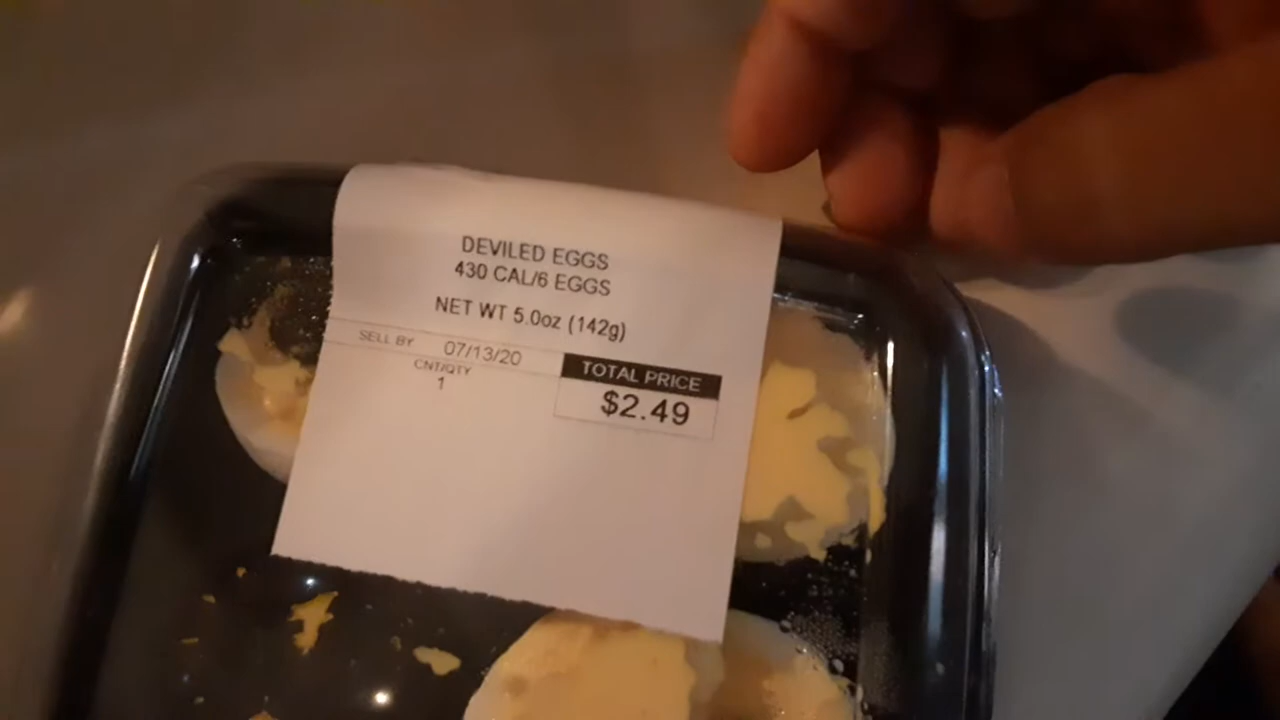 DEVILED EGGS
430 CAL/6 EGGS
NET WT 5.0oz (142g)
SELL BY 07/13/20
CNT/QTY
1
TOTAL PRICE
$2.49